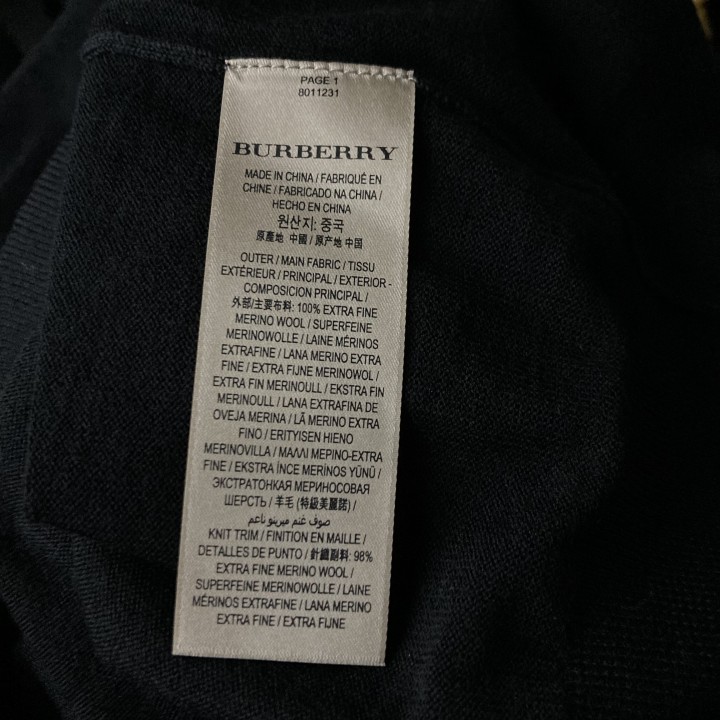 PAGE 1
8011231
BURBERRY
MADE IN CHINA / FABRIQUÉ EN
CHINE / FABRICADO NA CHINA /
HECHO EN CHINA
원산지: 중국
原產地 中國 / 原产地 中国
OUTER / MAIN FABRIC / TISSU
EXTÉRIEUR / PRINCIPAL / EXTERIOR -
COMPOSICION PRINCIPAL /
外部/主要布料: 100% EXTRA FINE
MERINO WOOL / SUPERFEINE
MERINOWOLLE / LAINE MÉRINOS
EXTRAFINE / LANA MERINO EXTRA
FINE / EXTRA FIJNE MERINOWOL /
EXTRA FIN MERINOULL / EKSTRA FIN
MERINOULL / LANA EXTRAFINA DE
OVEJA MERINA / LÃ MERINO EXTRA
FINO / ERITYISEN HIENO
MERINOVILLA / ΜΑΛΛΙ ΜΕΡΙΝΟ-EXTRA
FINE / EKSTRA İNCE MERİNOS YÜNÜ /
ЭКСТРАТОНКАЯ МЕРИНОСОВАЯ
ШЕРСТЬ / 羊毛 (特級美麗諾) /
صوف غنم ميرينو ناعم
KNIT TRIM / FINITION EN MAILLE /
DETALLES DE PUNTO / 針織副料: 98%
EXTRA FINE MERINO WOOL /
SUPERFEINE MERINOWOLLE / LAINE
MÉRINOS EXTRAFINE / LANA MERINO
EXTRA FINE / EXTRA FIJNE